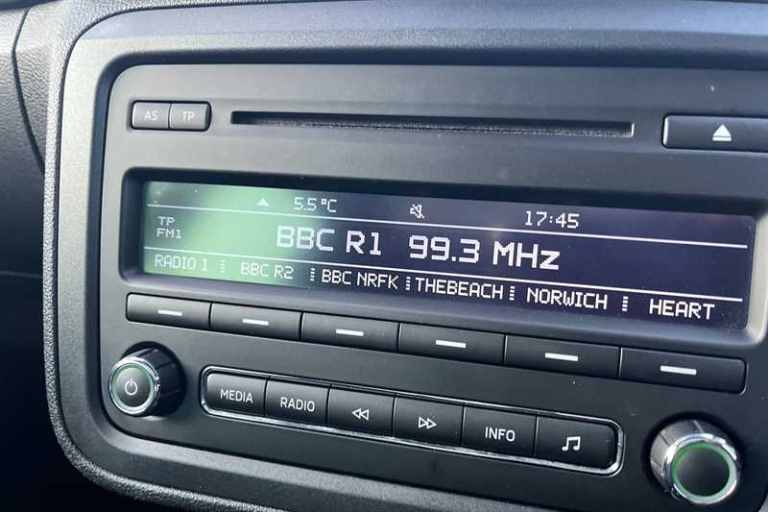 AS TP
5.5 °C 17:45
TP
FM1
BBC R1 99.3 MHz
RADIO 1 BBC R2 BBC NRFK THEBEACH NORWICH HEART
MEDIA RADIO INFO